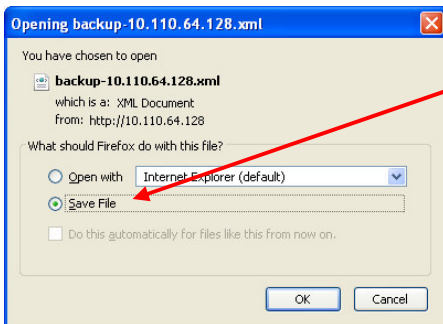 Opening backup-10.110.64.128.xml
You have chosen to open
backup-10.110.64.128.xml
which is a: XML Document
from: http://10.110.64.128
What should Firefox do with this file?
Open with Internet Explorer (default)
Save File
Do this automatically for files like this from now on.
OK Cancel